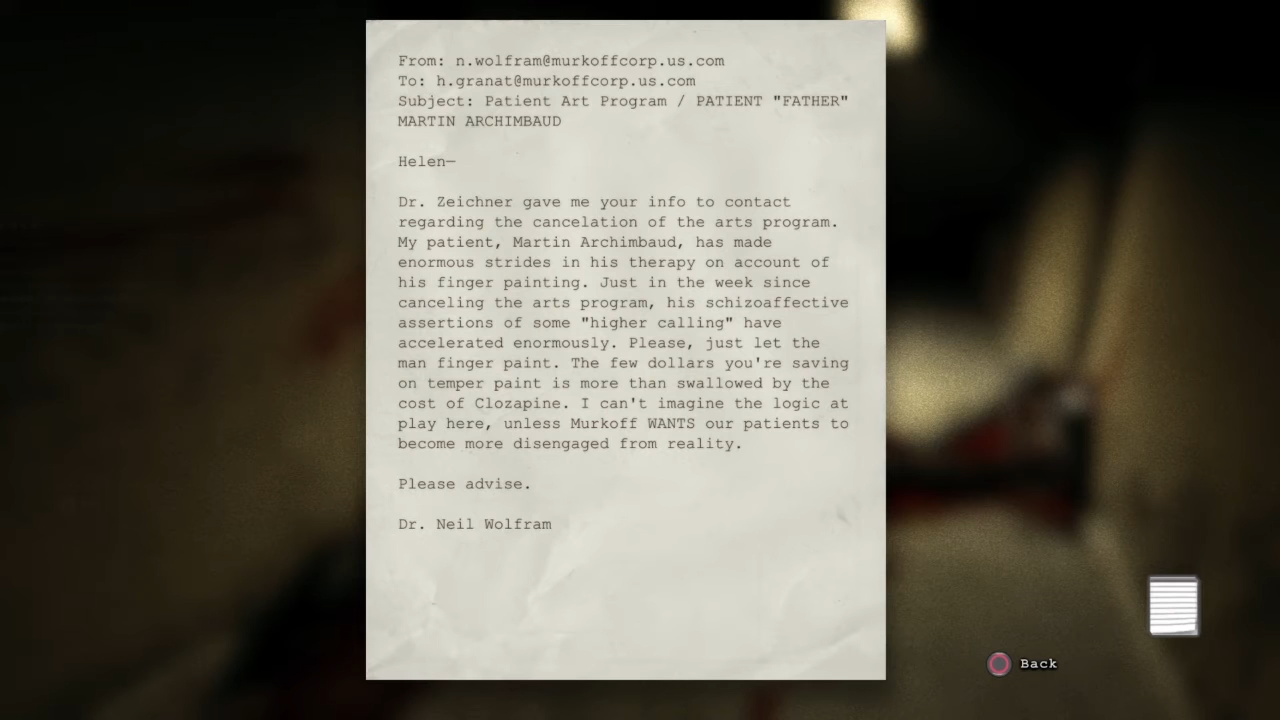 From: n.wolfram@murkoffcorp.us.com
To: h.granat@murkoffcorp.us.com
Subject: Patient Art Program / PATIENT "FATHER"
MARTIN ARCHIMBAUD
Helen—
Dr. Zeichner gave me your info to contact
regarding the cancelation of the arts program.
My patient, Martin Archimbaud, has made
enormous strides in his therapy on account of
his finger painting. Just in the week since
canceling the arts program, his schizoaffective
assertions of some "higher calling" have
accelerated enormously. Please, just let the
man finger paint. The few dollars you're saving
on temper paint is more than swallowed by the
cost of Clozapine. I can't imagine the logic at
play here, unless Murkoff WANTS our patients to
become more disengaged from reality.
Please advise.
Dr. Neil Wolfram
Back